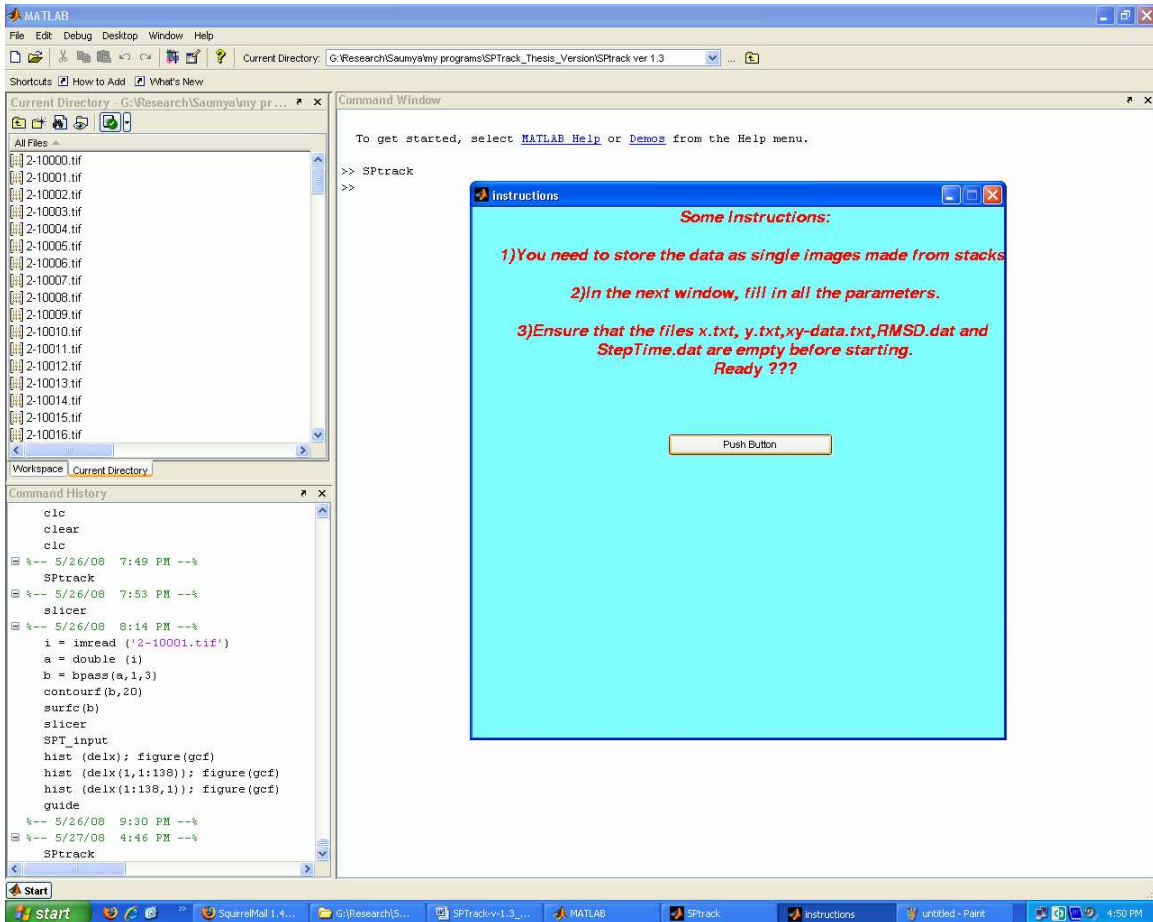 MATLAB
File Edit Debug Desktop Window Help
Current Directory: G:\Research\Saumya\my programs\SPTrack_Thesis_Version\SPtrack ver 1.3
Shortcuts How to Add What's New
Current Directory - G:\Research\Saumya\my pr...
All Files
2-10000.tif
2-10001.tif
2-10002.tif
2-10003.tif
2-10004.tif
2-10005.tif
2-10006.tif
2-10007.tif
2-10008.tif
2-10009.tif
2-10010.tif
2-10011.tif
2-10012.tif
2-10013.tif
2-10014.tif
2-10015.tif
2-10016.tif
Workspace Current Directory
Command History
clc
clear
clc
%-- 5/26/08 7:49 PM --%
SPtrack
%-- 5/26/08 7:53 PM --%
slicer
%-- 5/26/08 8:14 PM --%
i = imread ('2-10001.tif')
a = double (i)
b = bpass(a,1,3)
contourf(b,20)
surfc(b)
slicer
SPT_input
hist (delx); figure(gcf)
hist (delx(1,1:138)); figure(gcf)
hist (delx(1:138,1)); figure(gcf)
guide
%-- 5/26/08 9:30 PM --%
%-- 5/27/08 4:46 PM --%
SPtrack
Command Window
To get started, select MATLAB Help or Demos from the Help menu.
>> SPtrack
>>
instructions
Some Instructions:
1)You need to store the data as single images made from stacks
2)In the next window, fill in all the parameters.
3)Ensure that the files x.txt, y.txt,xy-data.txt,RMSD.dat and
StepTime.dat are empty before starting.
Ready ???
Push Button
Start
start SquirrelMail 1.4... G:\Research\S... SPTrack-v-1.3_... MATLAB SPtrack instructions untitled - Paint 4:50 PM